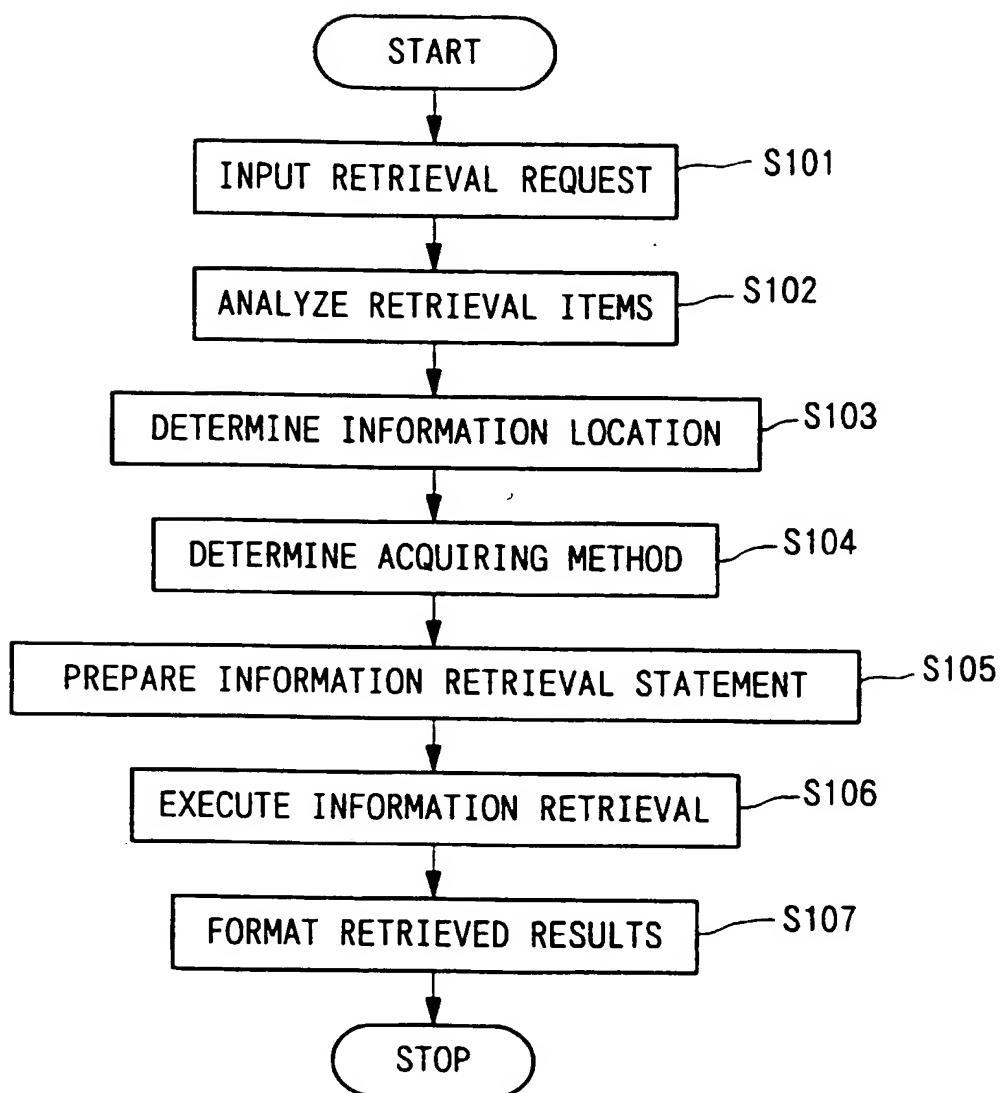 START
INPUT RETRIEVAL REQUEST
S101
ANALYZE RETRIEVAL ITEMS
S102
DETERMINE INFORMATION LOCATION
S103
DETERMINE ACQUIRING METHOD
S104
PREPARE INFORMATION RETRIEVAL STATEMENT
S105
EXECUTE INFORMATION RETRIEVAL
S106
FORMAT RETRIEVED RESULTS
S107
STOP